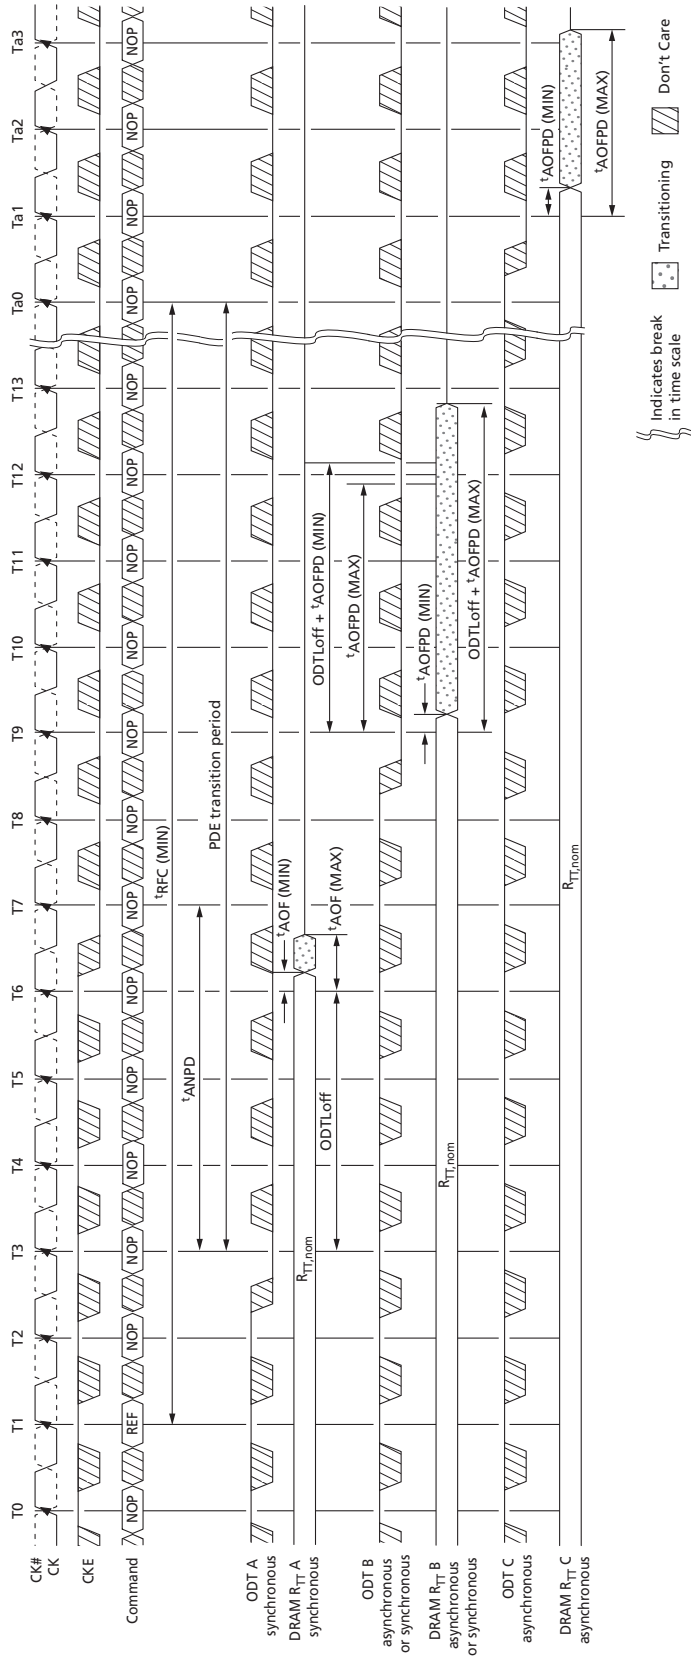 T0 T1 T2 T3 T4 T5 T6 T7 T8 T9 T10 T11 T12 T13 Ta0 Ta1 Ta2 Ta3
CK#
CK
CKE
Command
NOP REF NOP NOP NOP NOP NOP NOP NOP NOP NOP NOP NOP NOP NOP NOP NOP NOP
tRFC (MIN)
tANPD
PDE transition period
ODT A
synchronous
tAOF (MIN)
DRAM RTT A
synchronous
RTT,nom
ODTLoff
tAOF (MAX)
ODTLoff + tAOFPD (MIN)
tAOFPD (MAX)
ODT B
asynchronous
or synchronous
tAOFPD (MIN)
DRAM RTT B
asynchronous
or synchronous
RTT,nom
ODTLoff + tAOFPD (MAX)
ODT C
asynchronous
tAOFPD (MIN)
DRAM RTT C
asynchronous
RTT,nom
tAOFPD (MAX)
Indicates break
in time scale
Transitioning
Don't Care